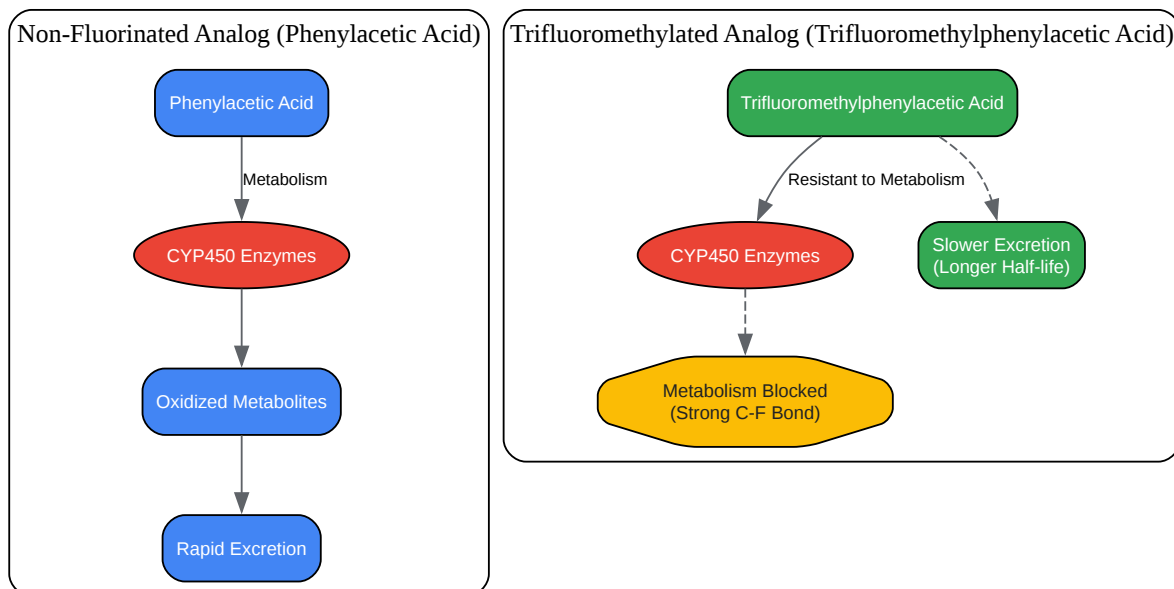 Non-Fluorinated Analog (Phenylacetic Acid)
Phenylacetic Acid
Metabolism
CYP450 Enzymes
Oxidized Metabolites
Rapid Excretion
Trifluoromethylated Analog (Trifluoromethylphenylacetic Acid)
Trifluoromethylphenylacetic Acid
Resistant to Metabolism
CYP450 Enzymes
Slower Excretion
(Longer Half-life)
Metabolism Blocked
(Strong C-F Bond)